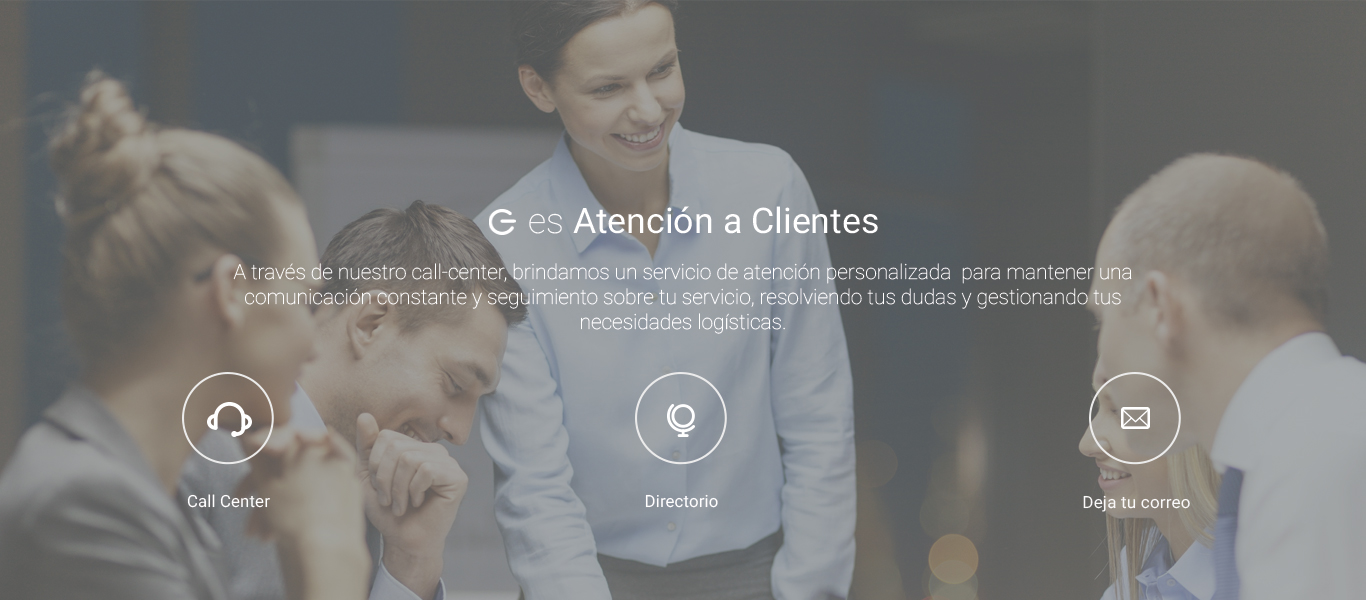 es Atención a Clientes
A través de nuestro call-center, brindamos un servicio de atención personalizada para mantener una
comunicación constante y seguimiento sobre tu servicio, resolviendo tus dudas y gestionando tus
necesidades logísticas.
Call Center
Directorio
Deja tu correo